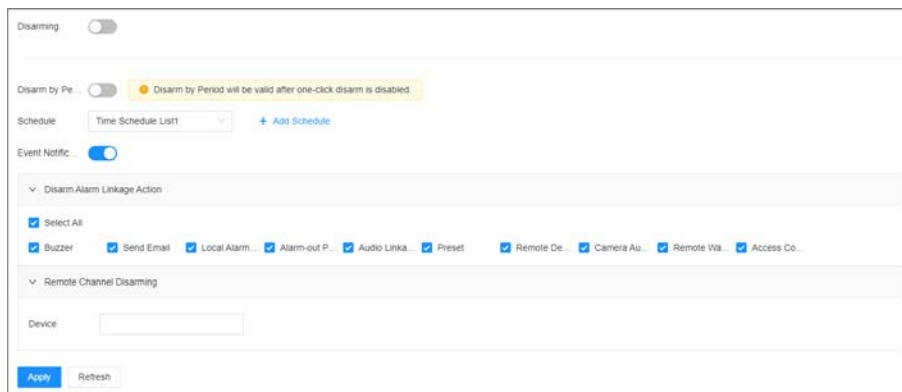 Disarming
Disarm by Pe... Disarm by Period will be valid after one-click disarm is disabled.
Schedule Time Schedule List1 + Add Schedule
Event Notific...
Disarm Alarm Linkage Action
Select All
Buzzer Send Email Local Alarm... Alarm-out P... Audio Linka... Preset Remote De... Camera Au... Remote Wa... Access Co...
Remote Channel Disarming
Device
Apply Refresh